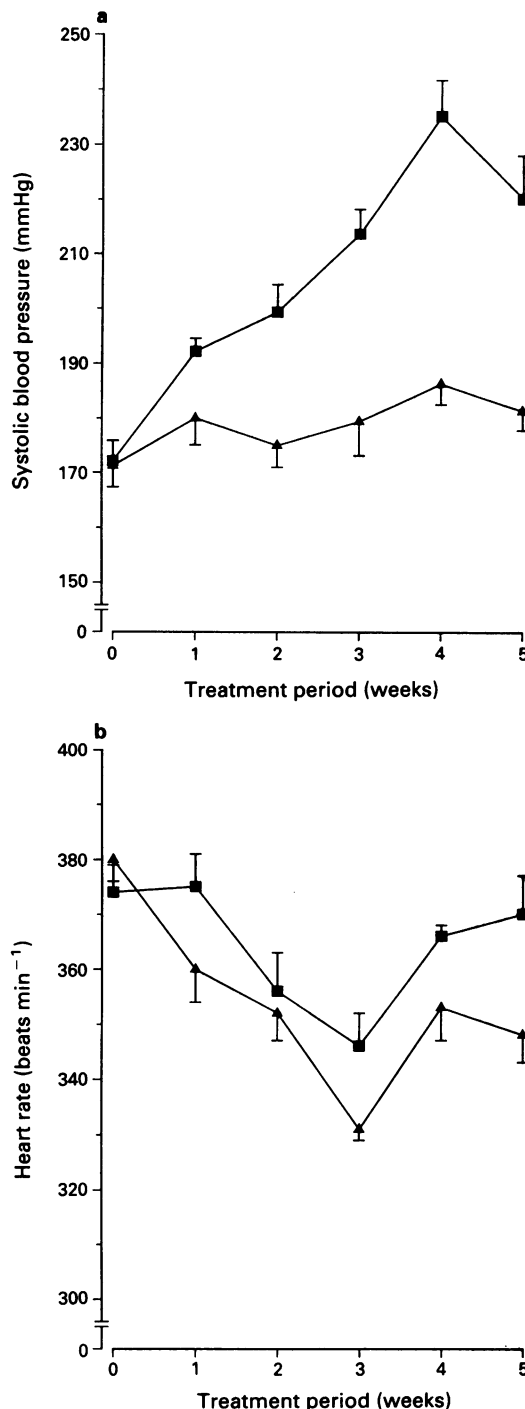 a
Systolic blood pressure (mmHg)
250
230
210
190
170
150
0
0 1 2 3 4 5
Treatment period (weeks)
b
Heart rate (beats min⁻¹)
400
380
360
340
320
300
0
0 1 2 3 4 5
Treatment period (weeks)